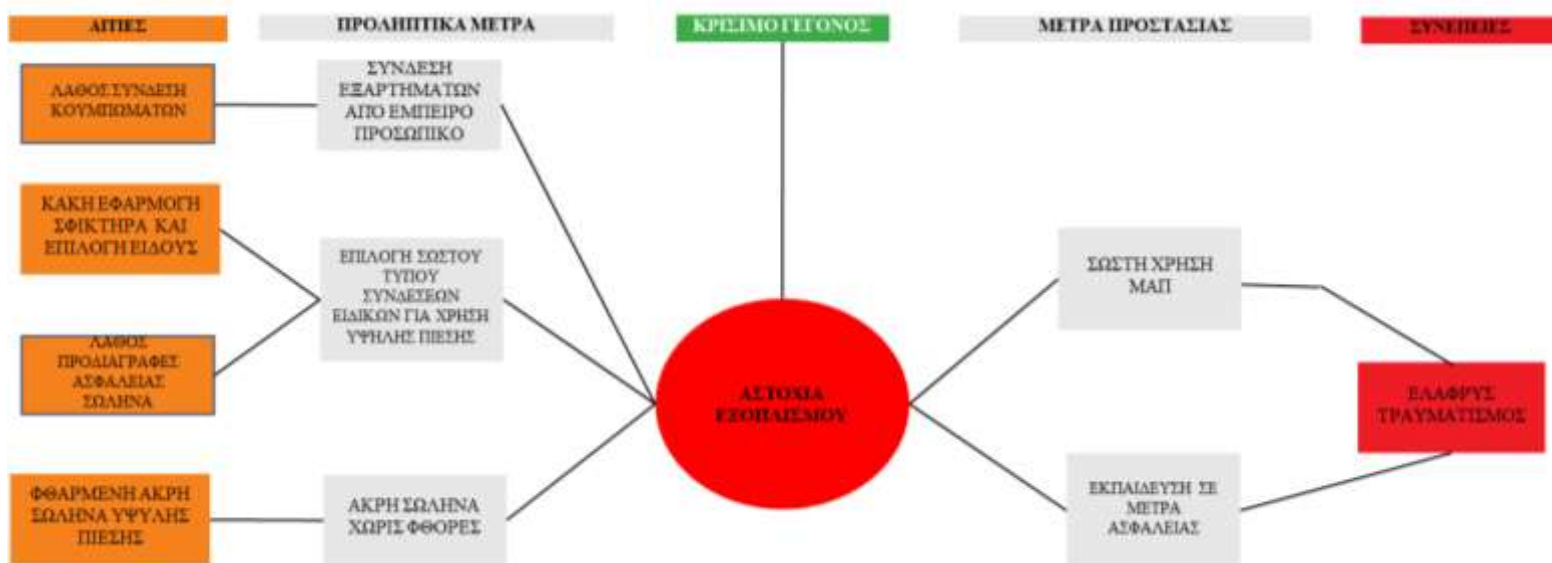 ΑΙΤΙΕΣ
ΠΡΟΛΗΠΤΙΚΑ ΜΕΤΡΑ
ΚΡΙΣΙΜΟ ΓΕΓΟΝΟΣ
ΜΕΤΡΑ ΠΡΟΣΤΑΣΙΑΣ
ΣΥΝΕΠΕΙΕΣ
ΛΑΘΟΣ ΣΥΝΔΕΣΗ
ΚΟΥΜΠΩΜΑΤΩΝ
ΣΥΝΔΕΣΗ
ΕΞΑΡΤΗΜΑΤΩΝ
ΑΠΌ ΕΜΠΕΙΡΟ
ΠΡΟΣΩΠΙΚΟ
ΚΑΚΗ ΕΦΑΡΜΟΓΗ
ΣΦΙΚΤΗΡΑ ΚΑΙ
ΕΠΙΛΟΓΗ ΕΙΔΟΥΣ
ΕΠΙΛΟΓΗ ΣΩΣΤΟΥ
ΤΥΠΟΥ
ΣΥΝΔΕΣΕΩΝ
ΕΙΔΙΚΩΝ ΓΙΑ ΧΡΗΣΗ
ΥΨΗΛΗΣ ΠΙΕΣΗΣ
ΛΑΘΟΣ
ΠΡΟΔΙΑΓΡΑΦΕΣ
ΑΣΦΑΛΕΙΑΣ
ΣΩΛΗΝΑ
ΦΘΑΡΜΕΝΗ ΑΚΡΗ
ΣΩΛΗΝΑ ΥΨΥΛΗΣ
ΠΙΕΣΗΣ
ΑΚΡΗ ΣΩΛΗΝΑ
ΧΩΡΙΣ ΦΘΟΡΕΣ
ΑΣΤΟΧΙΑ
ΕΞΟΠΛΙΣΜΟΥ
ΣΩΣΤΗ ΧΡΗΣΗ
ΜΑΠ
ΕΚΠΑΙΔΕΥΣΗ ΣΕ
ΜΕΤΡΑ
ΑΣΦΑΛΕΙΑΣ
ΕΛΑΦΡΥΣ
ΤΡΑΥΜΑΤΙΣΜΟΣ